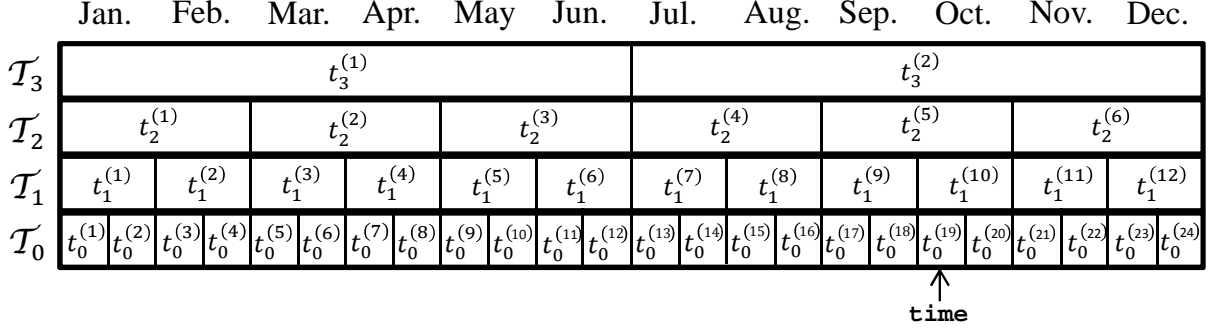 Jan. Feb. Mar. Apr. May Jun. Jul. Aug. Sep. Oct. Nov. Dec.
𝒯₃ t₃⁽¹⁾ t₃⁽²⁾
𝒯₂ t₂⁽¹⁾ t₂⁽²⁾ t₂⁽³⁾ t₂⁽⁴⁾ t₂⁽⁵⁾ t₂⁽⁶⁾
𝒯₁ t₁⁽¹⁾ t₁⁽²⁾ t₁⁽³⁾ t₁⁽⁴⁾ t₁⁽⁵⁾ t₁⁽⁶⁾ t₁⁽⁷⁾ t₁⁽⁸⁾ t₁⁽⁹⁾ t₁⁽¹⁰⁾ t₁⁽¹¹⁾ t₁⁽¹²⁾
𝒯₀ t₀⁽¹⁾ t₀⁽²⁾ t₀⁽³⁾ t₀⁽⁴⁾ t₀⁽⁵⁾ t₀⁽⁶⁾ t₀⁽⁷⁾ t₀⁽⁸⁾ t₀⁽⁹⁾ t₀⁽¹⁰⁾ t₀⁽¹¹⁾ t₀⁽¹²⁾ t₀⁽¹³⁾ t₀⁽¹⁴⁾ t₀⁽¹⁵⁾ t₀⁽¹⁶⁾ t₀⁽¹⁷⁾ t₀⁽¹⁸⁾ t₀⁽¹⁹⁾ t₀⁽²⁰⁾ t₀⁽²¹⁾ t₀⁽²²⁾ t₀⁽²³⁾ t₀⁽²⁴⁾
time